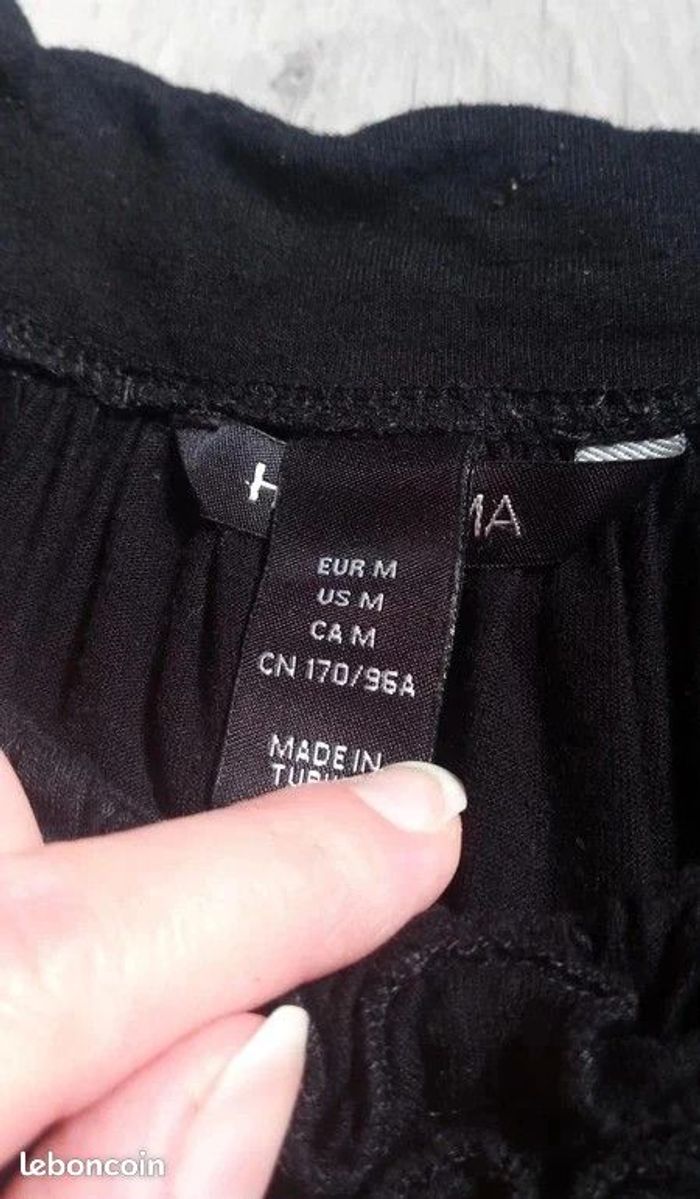 EUR M
US M
CA M
CN 170/96A
MADE IN
leboncoin